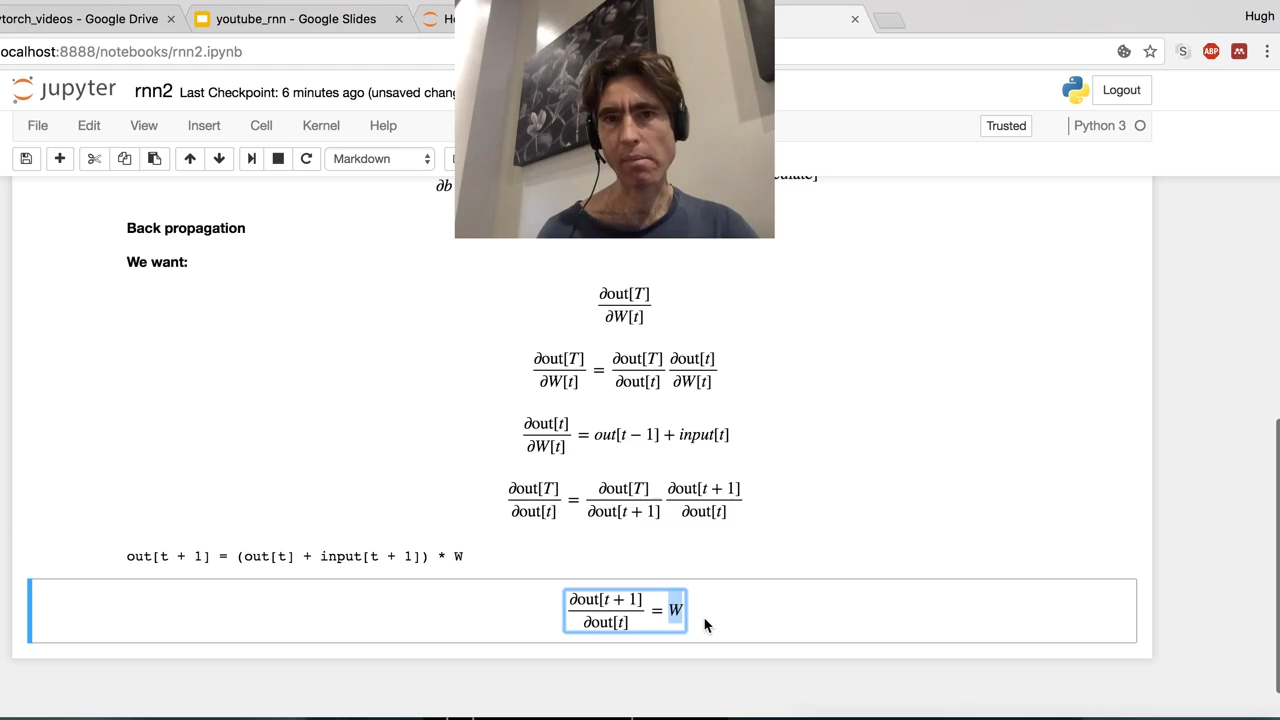 ytorch_videos - Google Drive × youtube_rnn - Google Slides × ×
Hugh
ocalhost:8888/notebooks/rnn2.ipynb
S ABP
jupyter rnn2 Last Checkpoint: 6 minutes ago (unsaved chang Logout
File Edit View Insert Cell Kernel Help Trusted Python 3
Markdown
∂b
Back propagation
We want:
∂out[T]
∂W[t]
∂out[T] / ∂W[t] = ∂out[T] / ∂out[t] ∂out[t] / ∂W[t]
∂out[t] / ∂W[t] = out[t − 1] + input[t]
∂out[T] / ∂out[t] = ∂out[T] / ∂out[t + 1] ∂out[t + 1] / ∂out[t]
out[t + 1] = (out[t] + input[t + 1]) * W
∂out[t + 1] / ∂out[t] = W